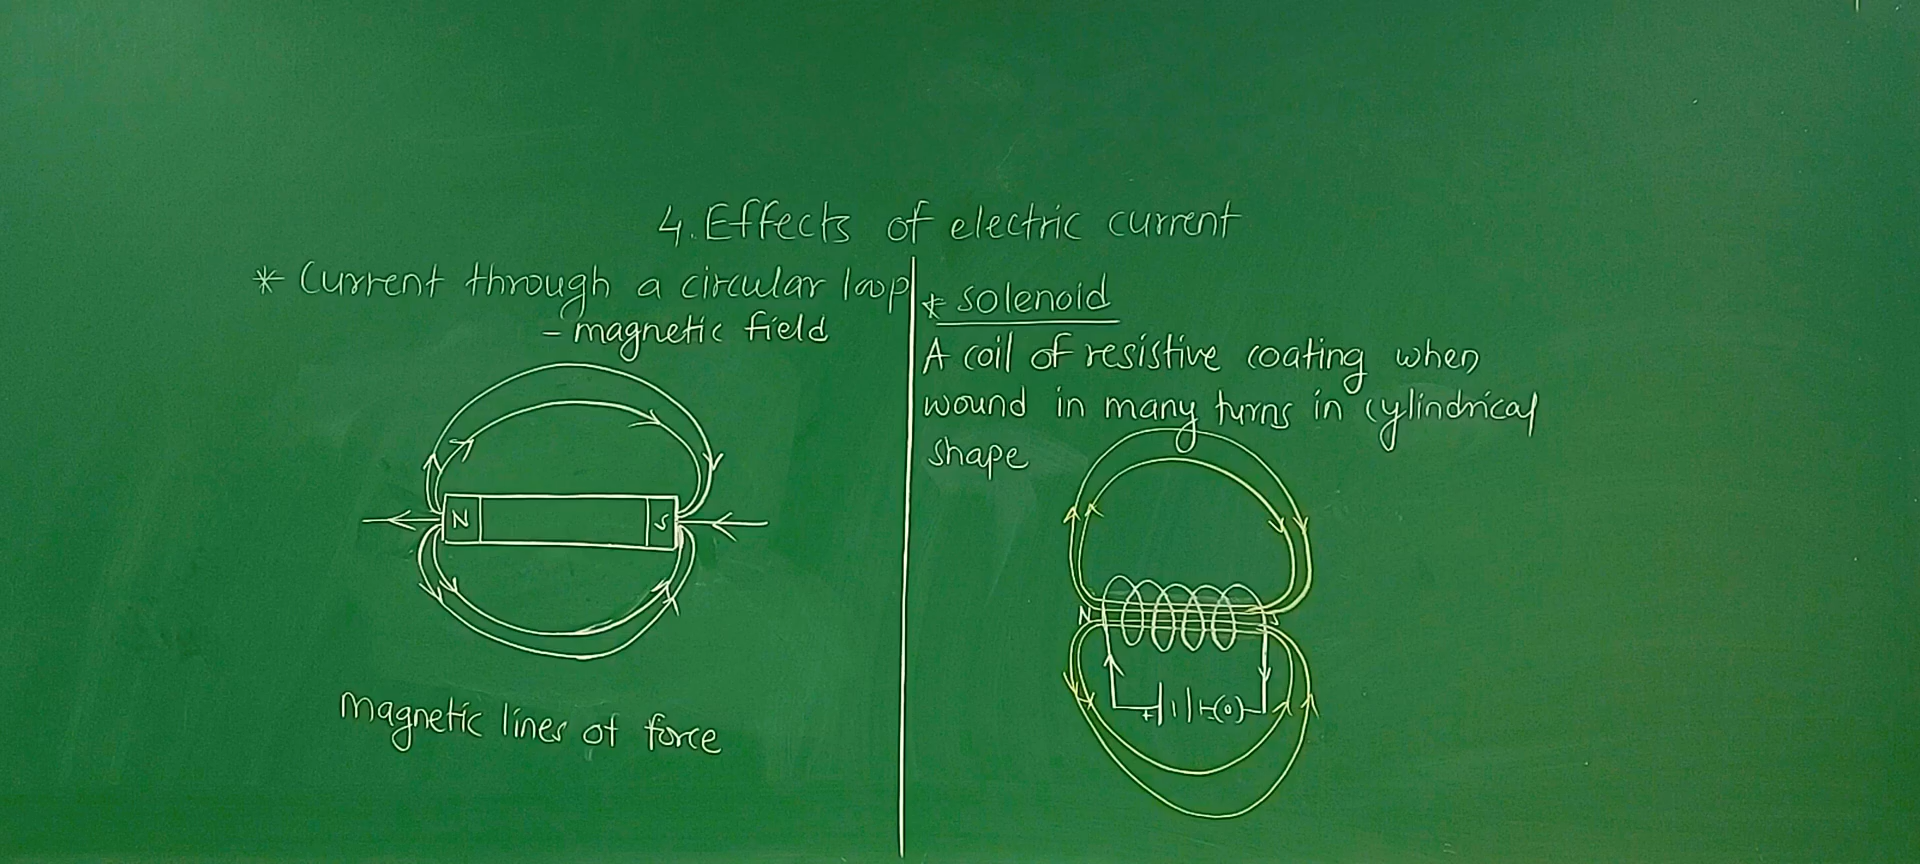 4. Effects of electric current
* Current through a circular loop
- magnetic field
N S
magnetic lines of force
* solenoid
A coil of resistive coating when
wound in many turns in cylindrical
shape
N
+ | | | - (0)